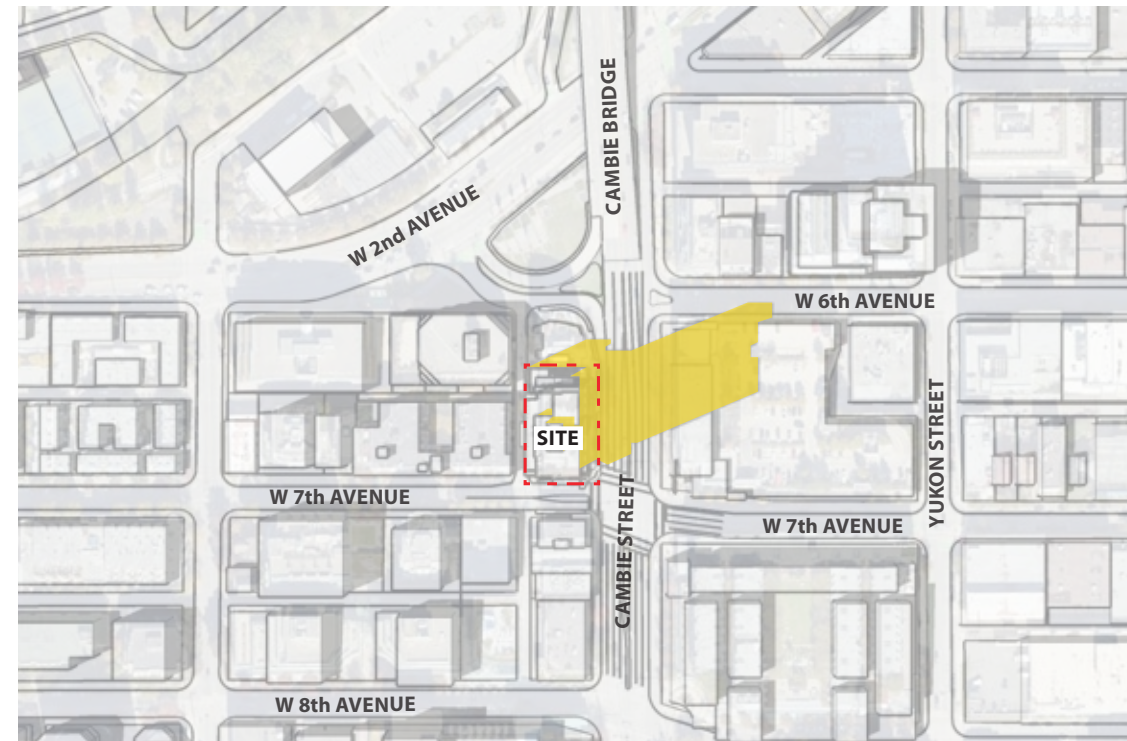 CAMBIE BRIDGE
W 2nd AVENUE
W 6th AVENUE
SITE
YUKON STREET
W 7th AVENUE
CAMBIE STREET
W 7th AVENUE
W 8th AVENUE